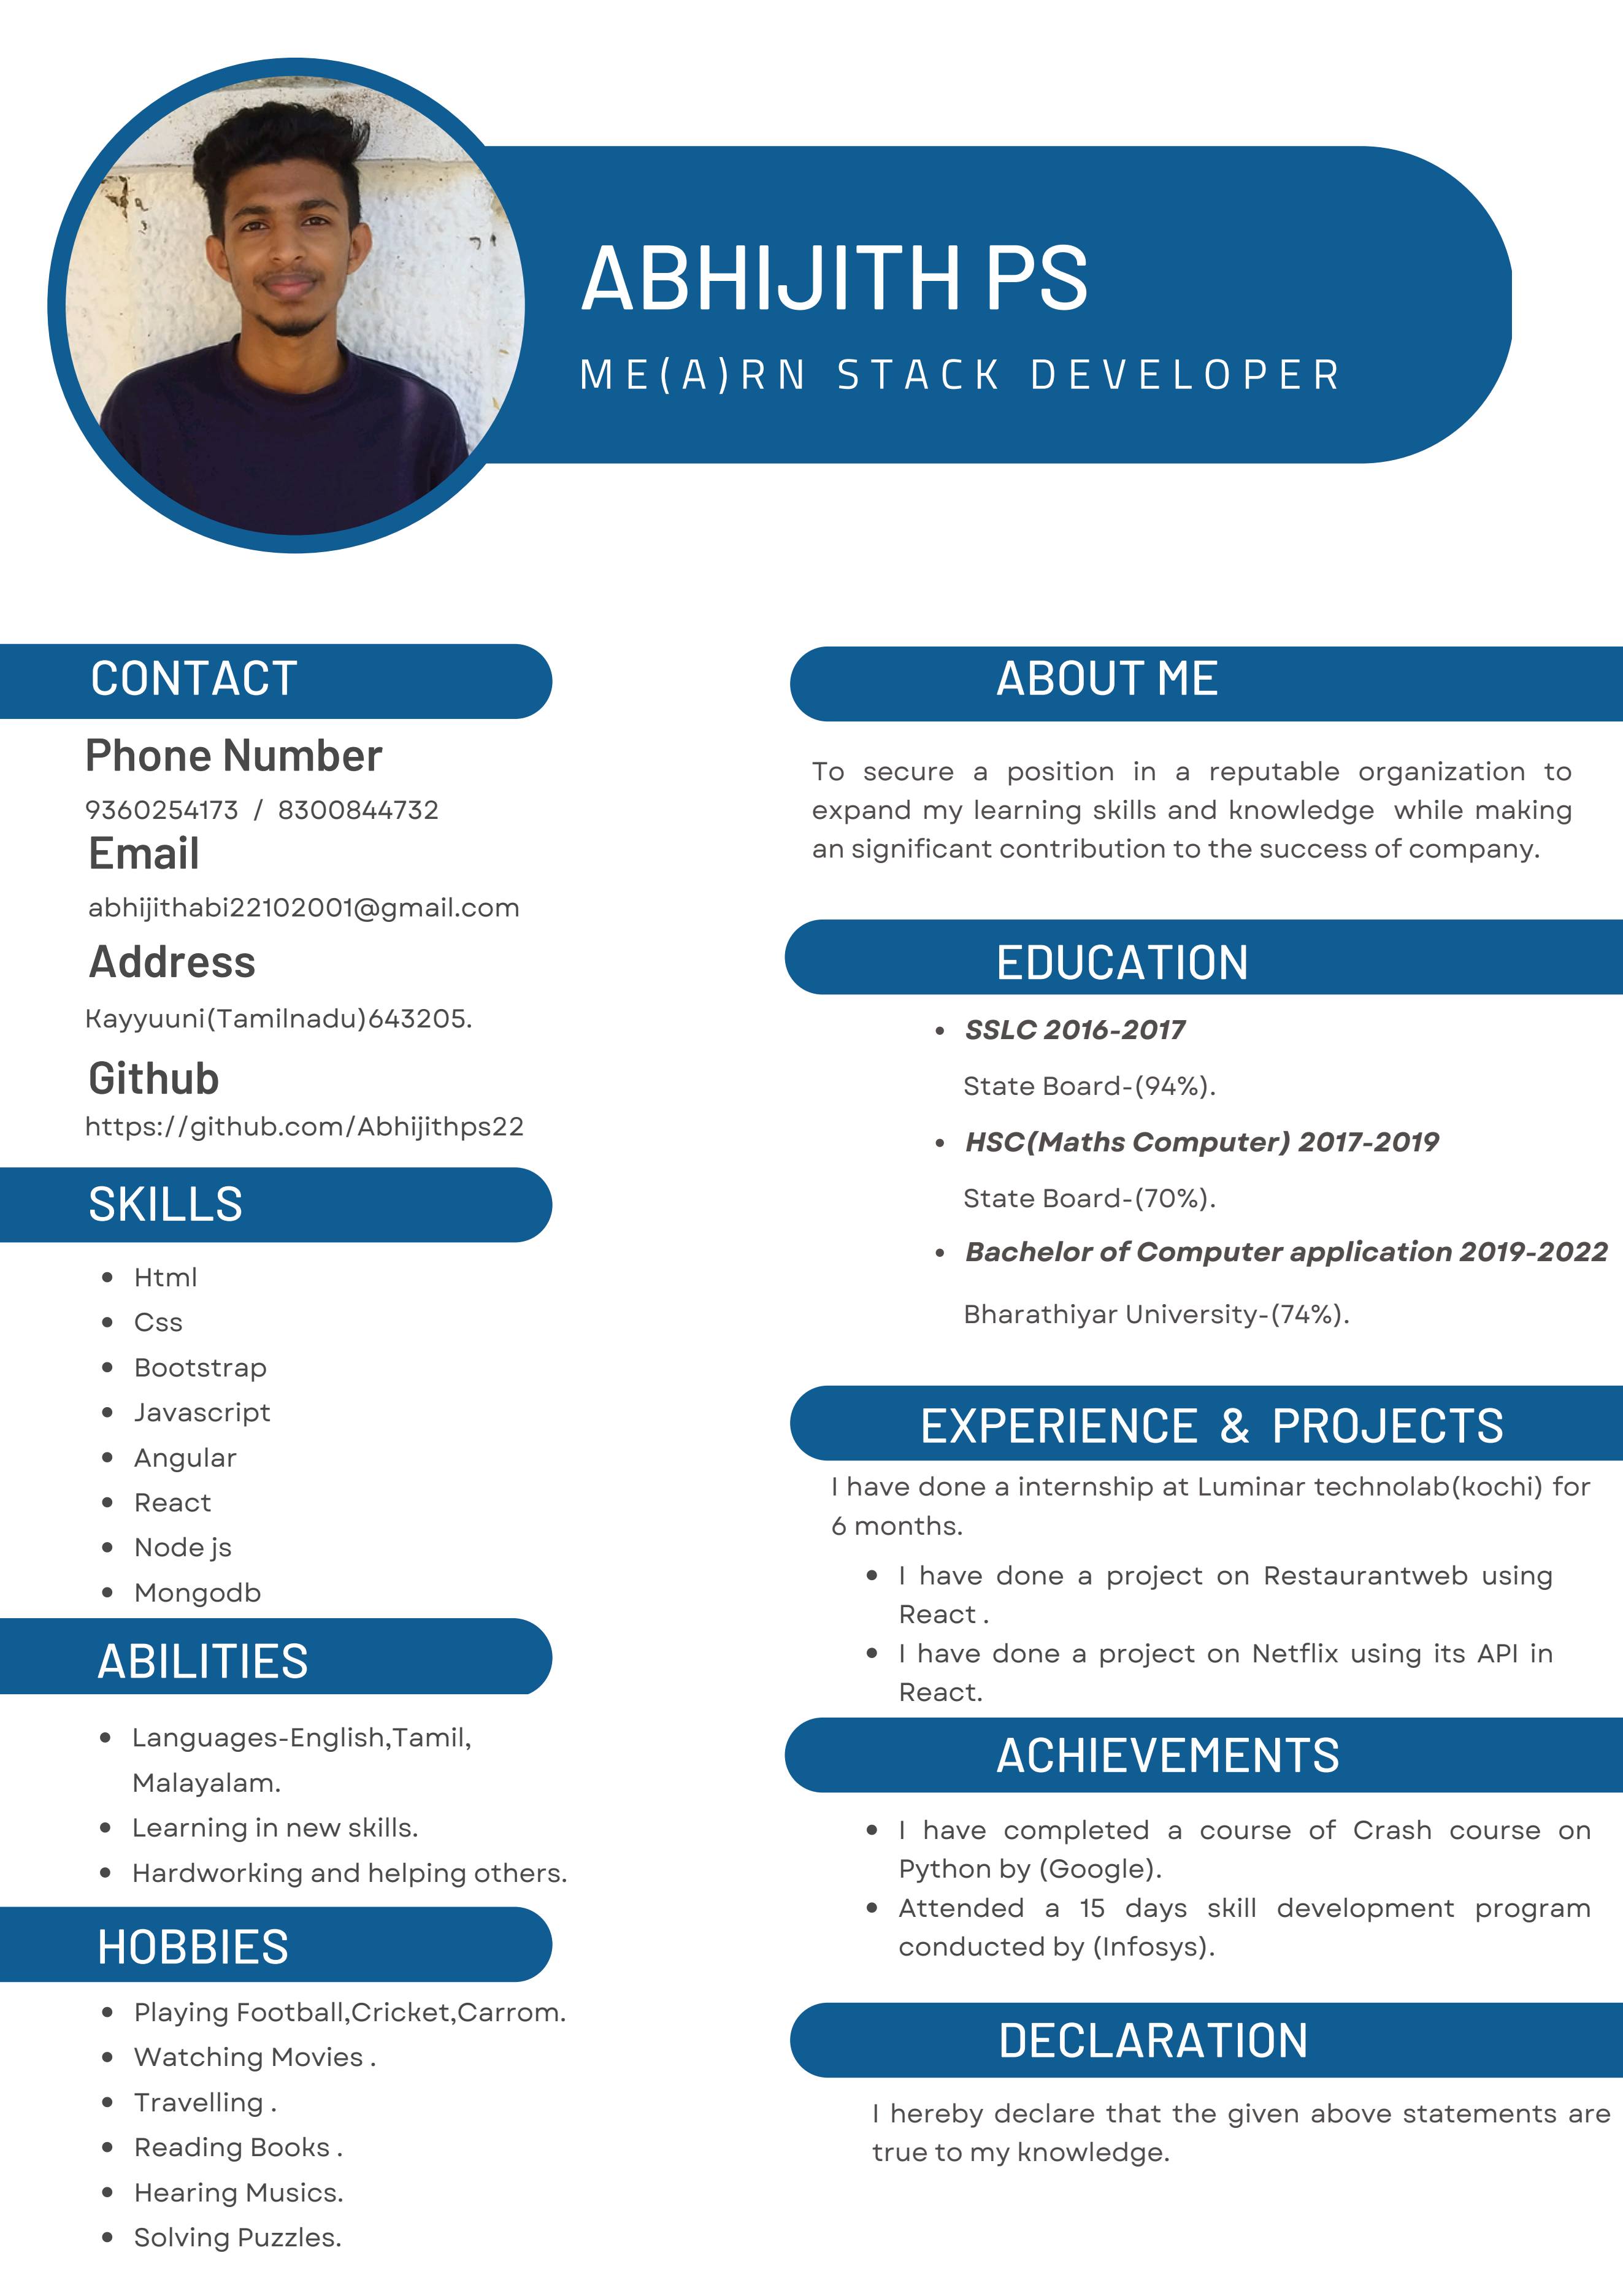 ABHIJITH PS
ME(A)RN STACK DEVELOPER
CONTACT
Phone Number
9360254173 / 8300844732
Email
abhijithabi22102001@gmail.com
Address
Kayyuuni(Tamilnadu)643205.
Github
https://github.com/Abhijithps22
SKILLS
Html
Css
Bootstrap
Javascript
Angular
React
Node js
Mongodb
ABILITIES
Languages-English,Tamil,
Malayalam.
Learning in new skills.
Hardworking and helping others.
HOBBIES
Playing Football,Cricket,Carrom.
Watching Movies .
Travelling .
Reading Books .
Hearing Musics.
Solving Puzzles.
ABOUT ME
To secure a position in a reputable organization to
expand my learning skills and knowledge while making
an significant contribution to the success of company.
EDUCATION
SSLC 2016-2017
State Board-(94%).
HSC(Maths Computer) 2017-2019
State Board-(70%).
Bachelor of Computer application 2019-2022
Bharathiyar University-(74%).
EXPERIENCE & PROJECTS
I have done a internship at Luminar technolab(kochi) for
6 months.
I have done a project on Restaurantweb using
React .
I have done a project on Netflix using its API in
React.
ACHIEVEMENTS
I have completed a course of Crash course on
Python by (Google).
Attended a 15 days skill development program
conducted by (Infosys).
DECLARATION
I hereby declare that the given above statements are
true to my knowledge.